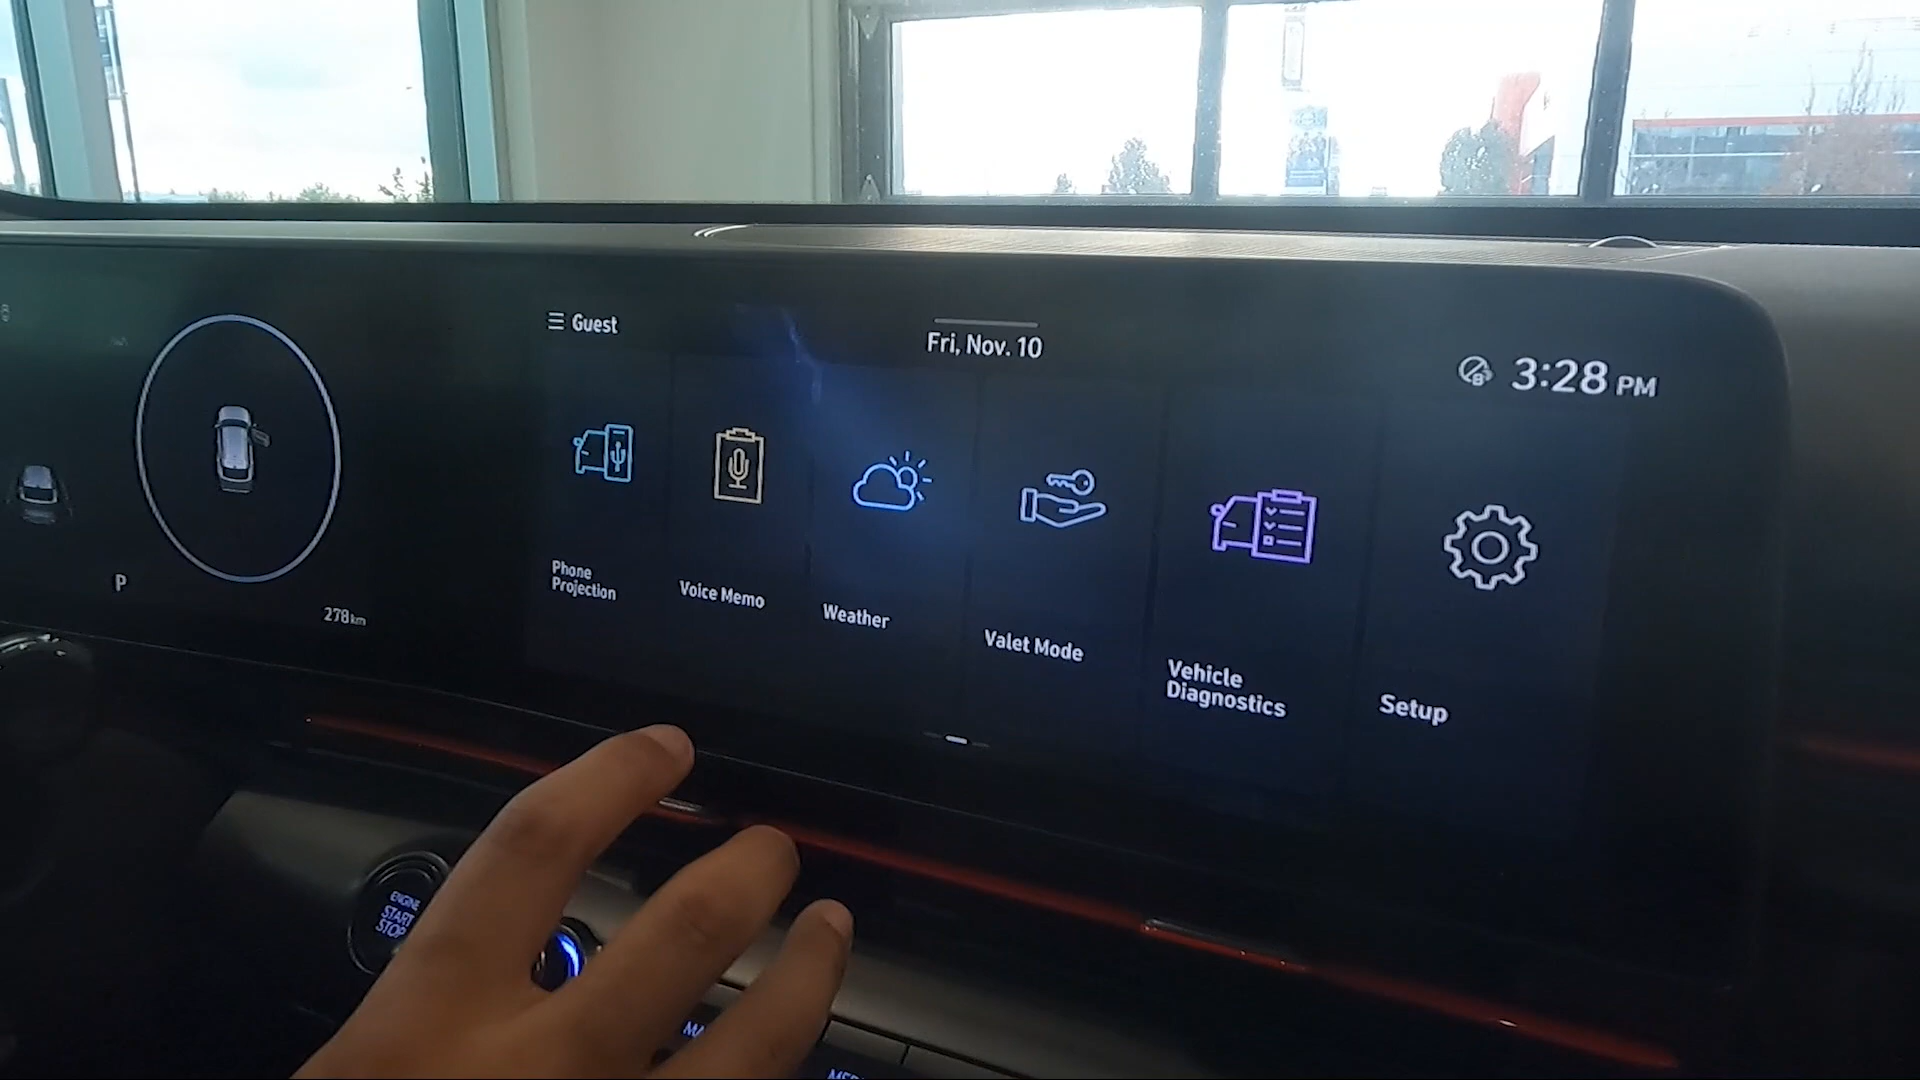 Guest
Fri, Nov. 10
3:28 PM
Phone
Projection
Voice Memo
Weather
Valet Mode
Vehicle
Diagnostics
Setup
P
278 km
ENGINE
START
STOP